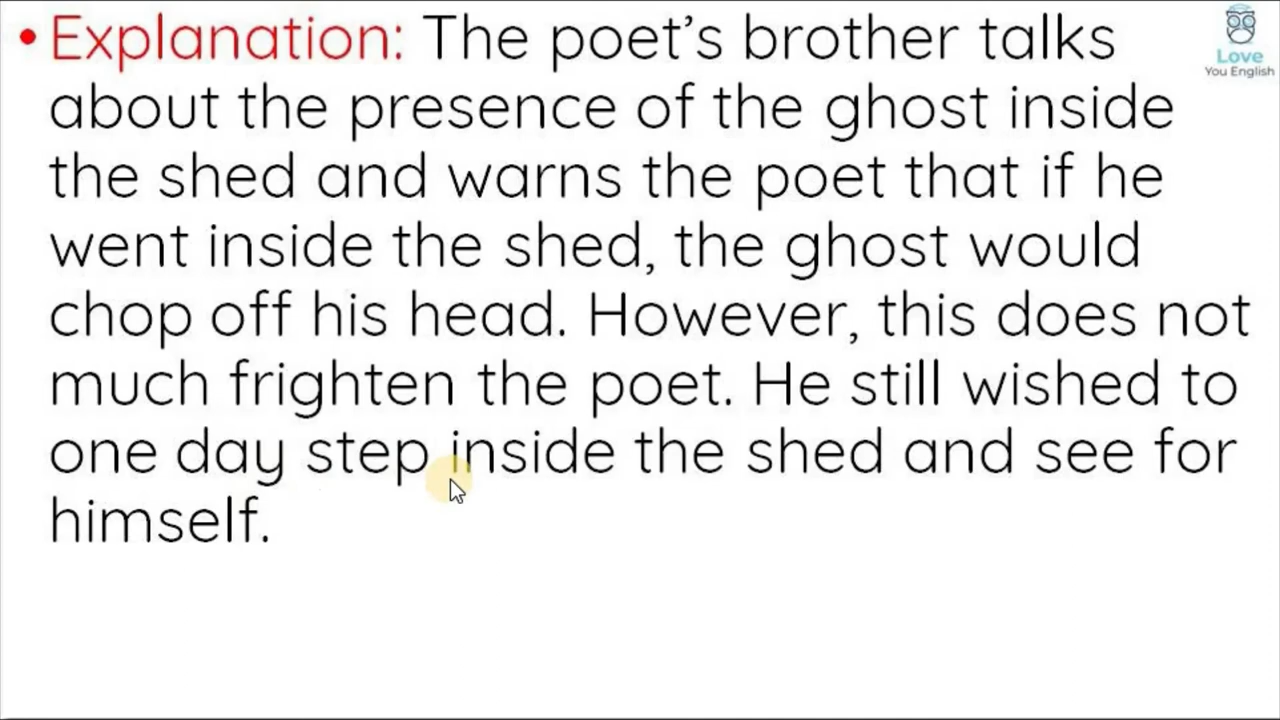 • Explanation: The poet’s brother talks
about the presence of the ghost inside
the shed and warns the poet that if he
went inside the shed, the ghost would
chop off his head. However, this does not
much frighten the poet. He still wished to
one day step inside the shed and see for
himself.
Love
You English